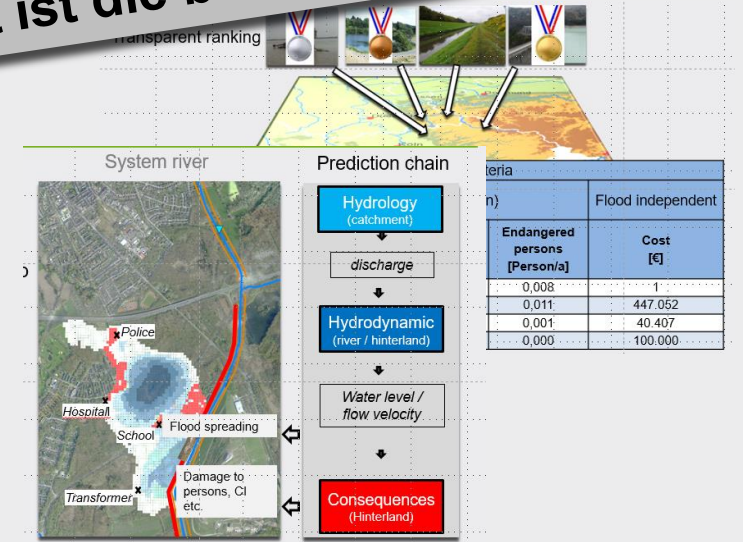 ist die b
Transparent ranking
System river
Prediction chain
Hydrology
(catchment)
discharge
Hydrodynamic
(river / hinterland)
Water level /
flow velocity
Consequences
(Hinterland)
Police
Hospital
School
Flood spreading
Transformer
Damage to
persons, CI
etc.
teria
n)
Flood independent
Endangered
persons
[Person/a]
Cost
[€]
0,008 1
0,011 447.052
0,001 40.407
0,000 100.000